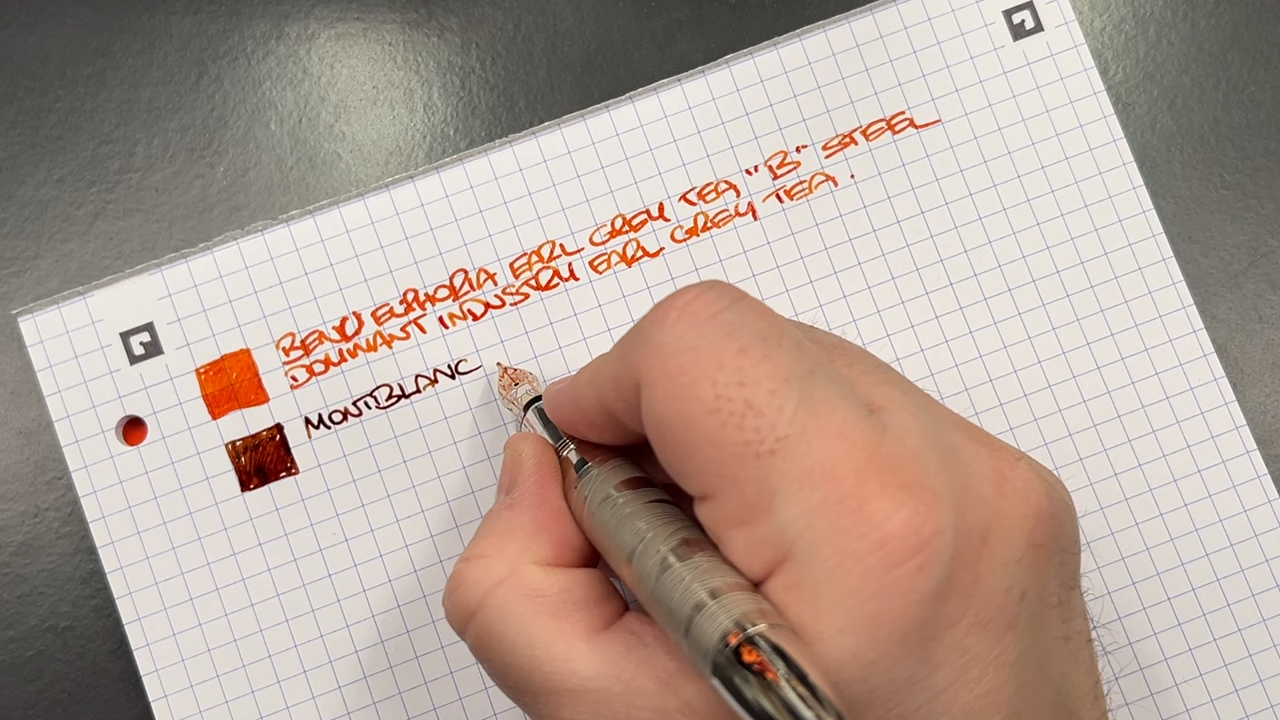 BENU EUPHORIA EARL GREY TEA "B" STEEL
DOMINANT INDUSTRY EARL GREY TEA.
MONTBLANC